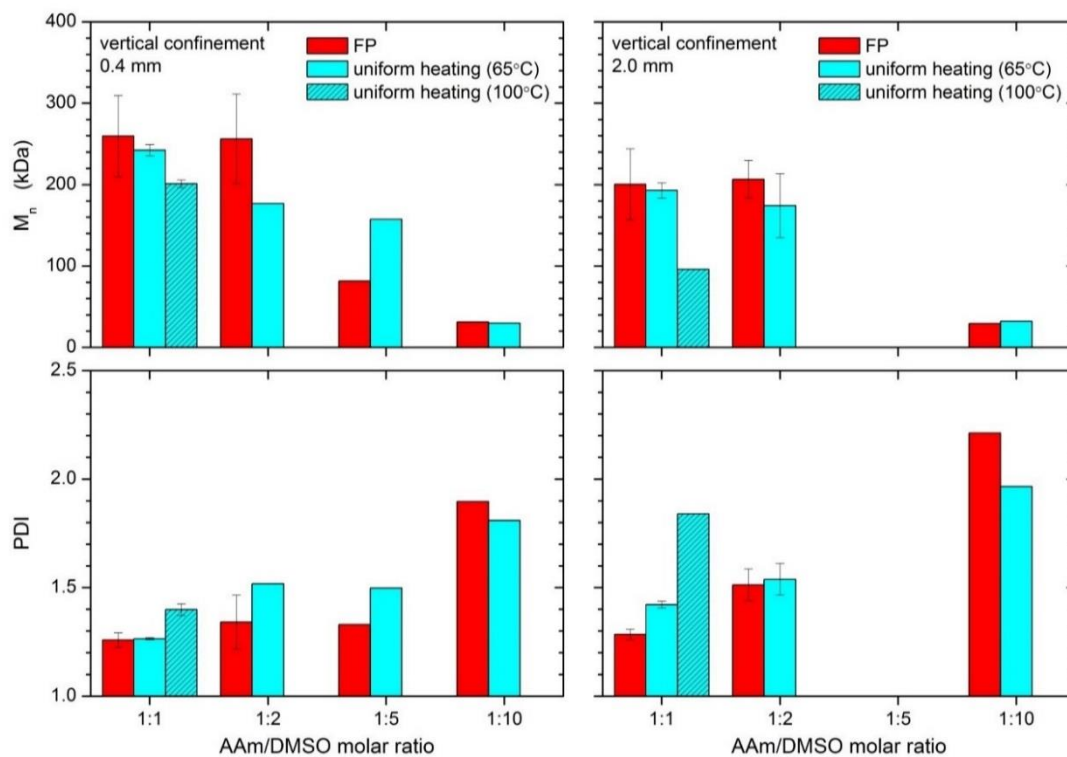 400
300
200
100
0
Mn (kDa)
vertical confinement
0.4 mm
FP
uniform heating (65°C)
uniform heating (100°C)
vertical confinement
2.0 mm
FP
uniform heating (65°C)
uniform heating (100°C)
2.5
2.0
1.5
1.0
PDI
1:1 1:2 1:5 1:10
AAm/DMSO molar ratio
1:1 1:2 1:5 1:10
AAm/DMSO molar ratio